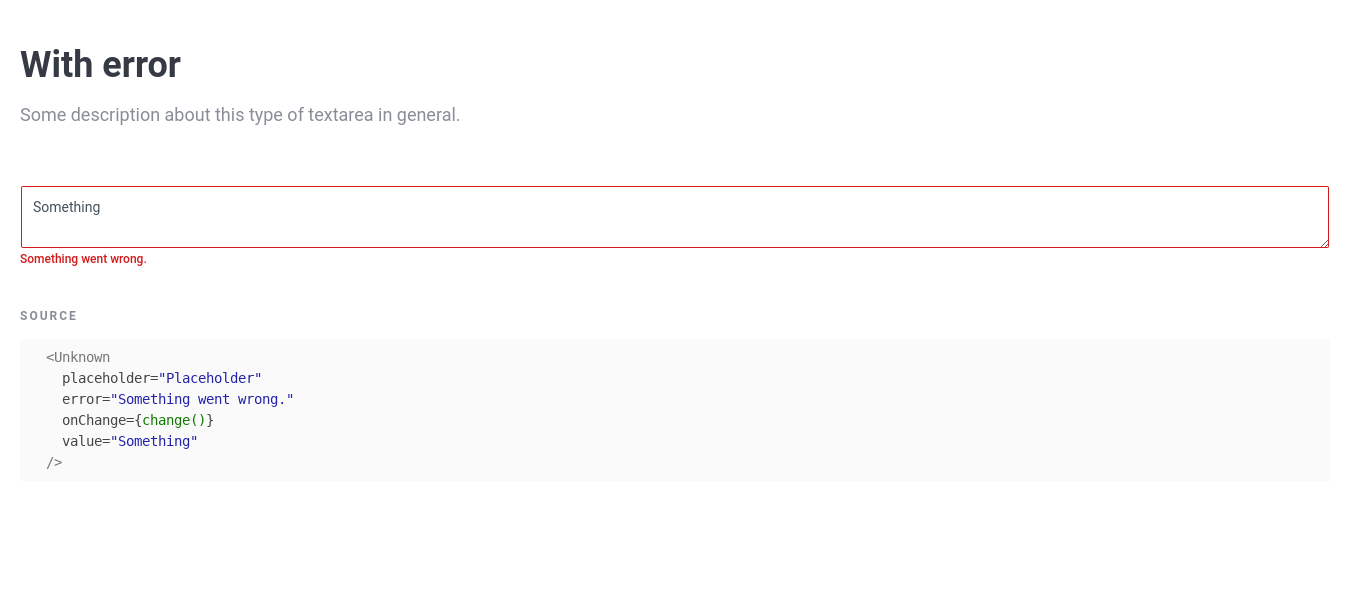 With error
Some description about this type of textarea in general.
Something
Something went wrong.
SOURCE
<Unknown
placeholder="Placeholder"
error="Something went wrong."
onChange={change()}
value="Something"
/>